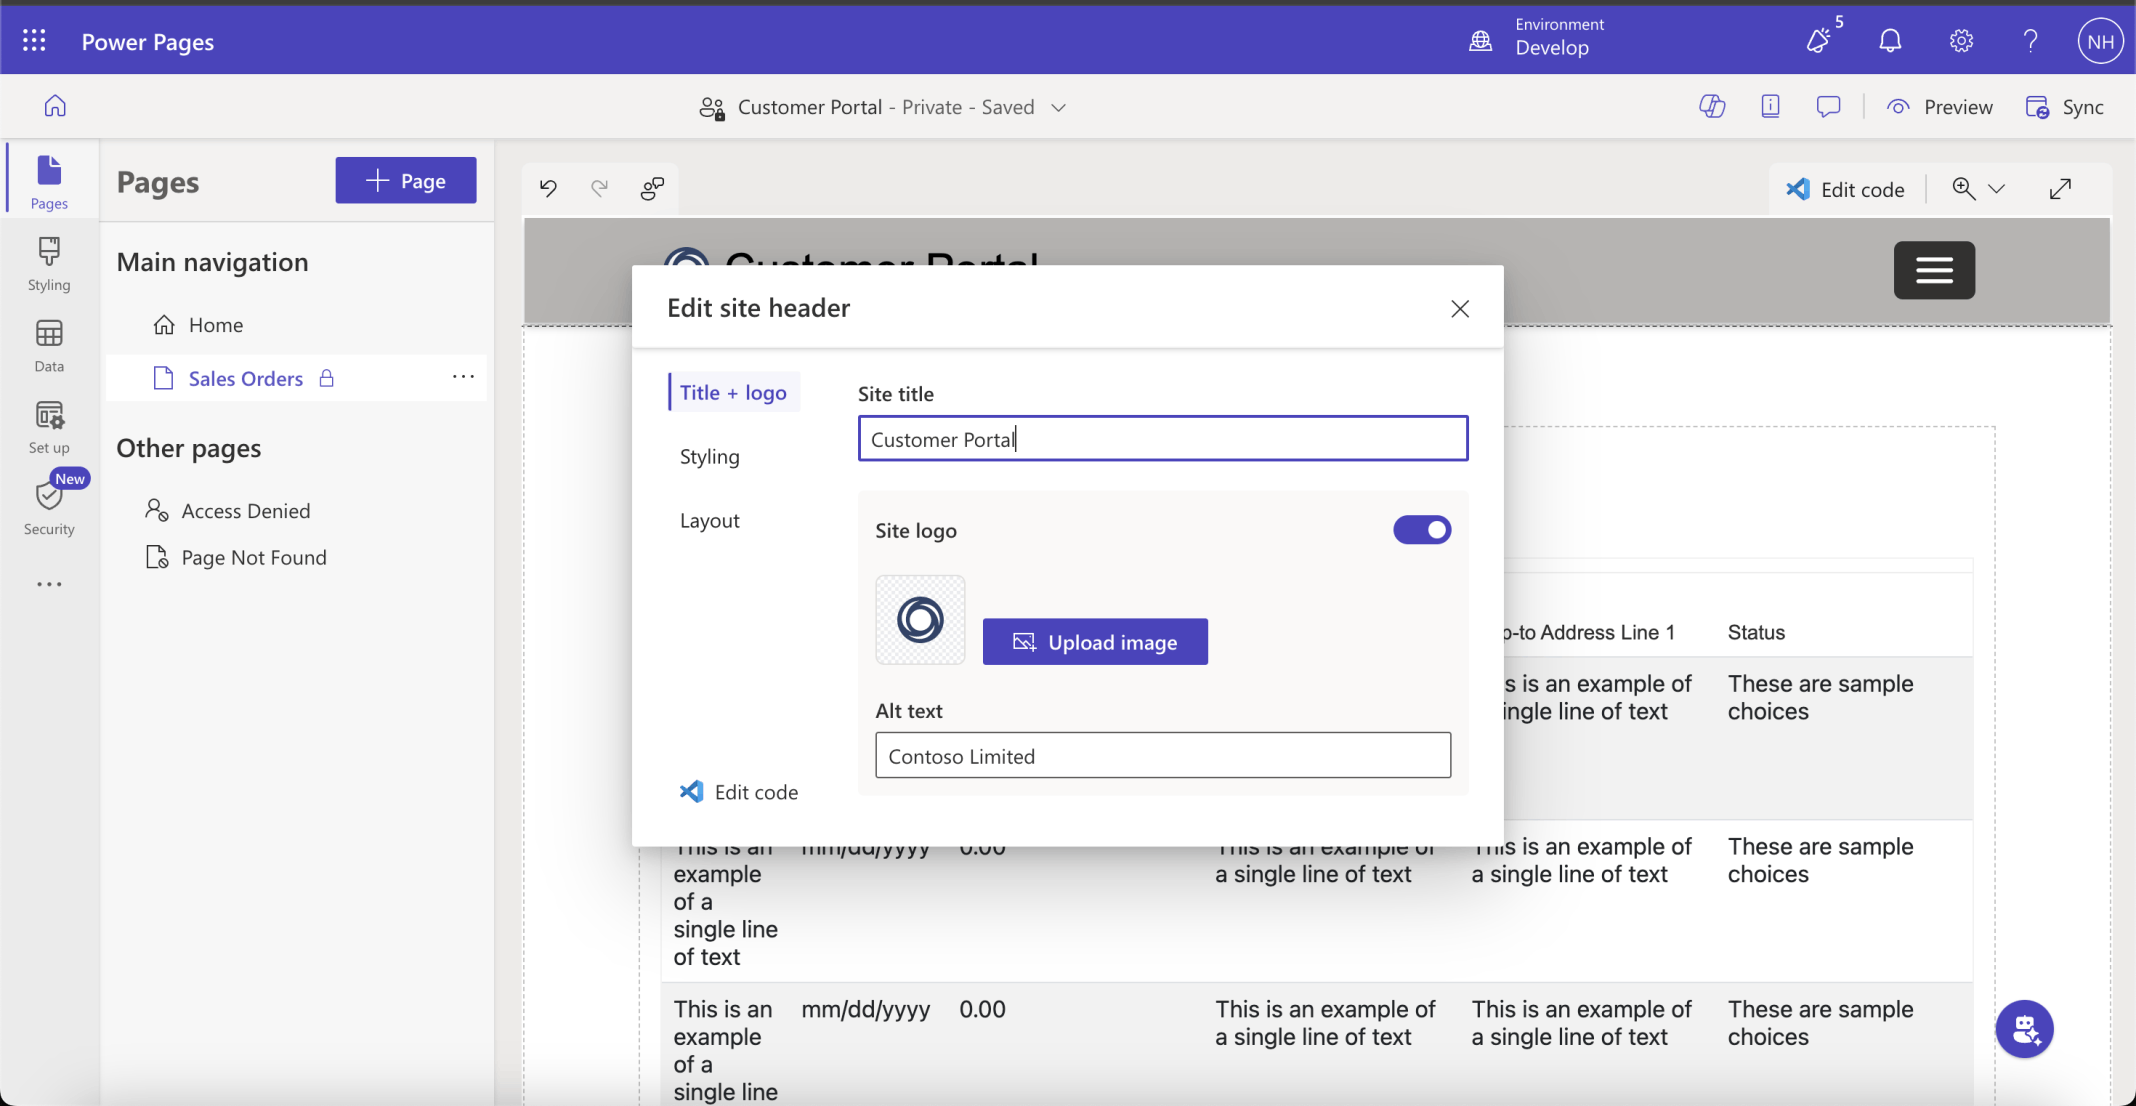 Power Pages
Environment
Develop
5
NH
Customer Portal - Private - Saved
Preview
Sync
Pages
Styling
Data
Set up
New
Security
Pages
Page
Main navigation
Home
Sales Orders
Other pages
Access Denied
Page Not Found
Edit code
Customer Portal
Edit site header
Title + logo
Styling
Layout
Edit code
Site title
Customer Portal
Site logo
Upload image
Alt text
Contoso Limited
p-to Address Line 1
Status
s is an example of
ingle line of text
These are sample
choices
This is an
example
of a
single line
of text
mm/dd/yyyy
0.00
This is an example of
a single line of text
This is an example of
a single line of text
These are sample
choices
This is an
example
of a
single line
mm/dd/yyyy
0.00
This is an example of
a single line of text
This is an example of
a single line of text
These are sample
choices